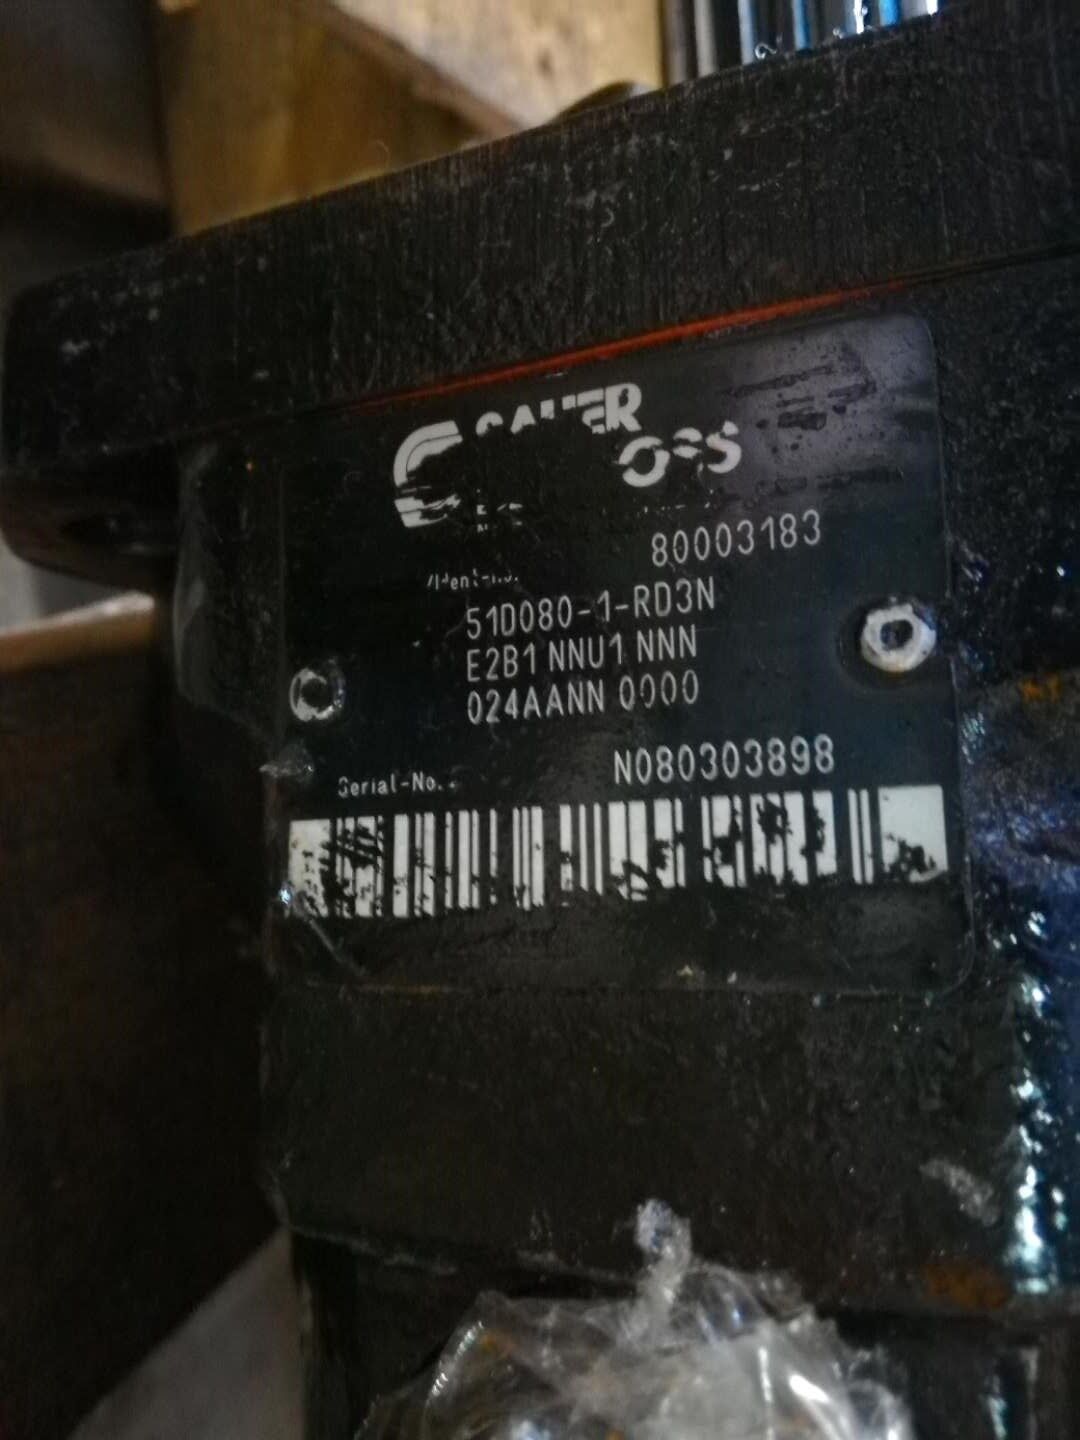 80003183
51D080-1-RD3N
E2B1 NNU1 NNN
024AANN 0000
Serial-No.
N080303898